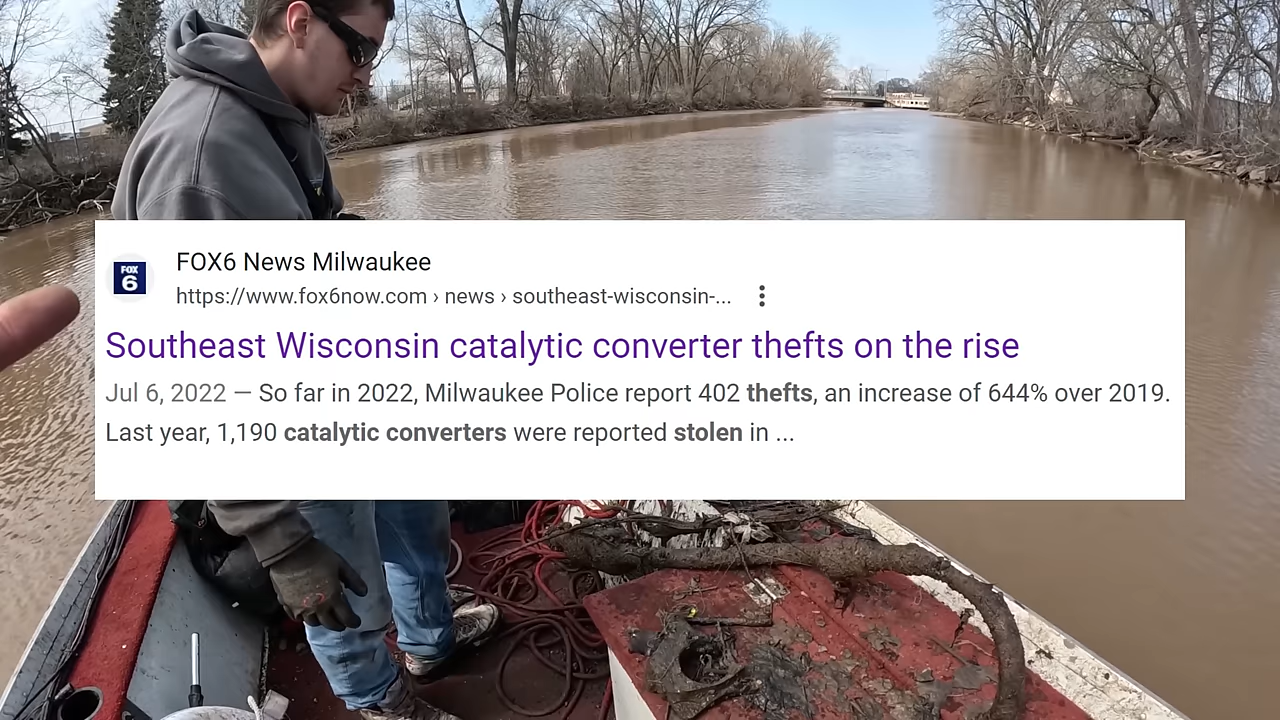 FOX
6
FOX6 News Milwaukee
https://www.fox6now.com › news › southeast-wisconsin-...
Southeast Wisconsin catalytic converter thefts on the rise
Jul 6, 2022 — So far in 2022, Milwaukee Police report 402 thefts, an increase of 644% over 2019.
Last year, 1,190 catalytic converters were reported stolen in ...